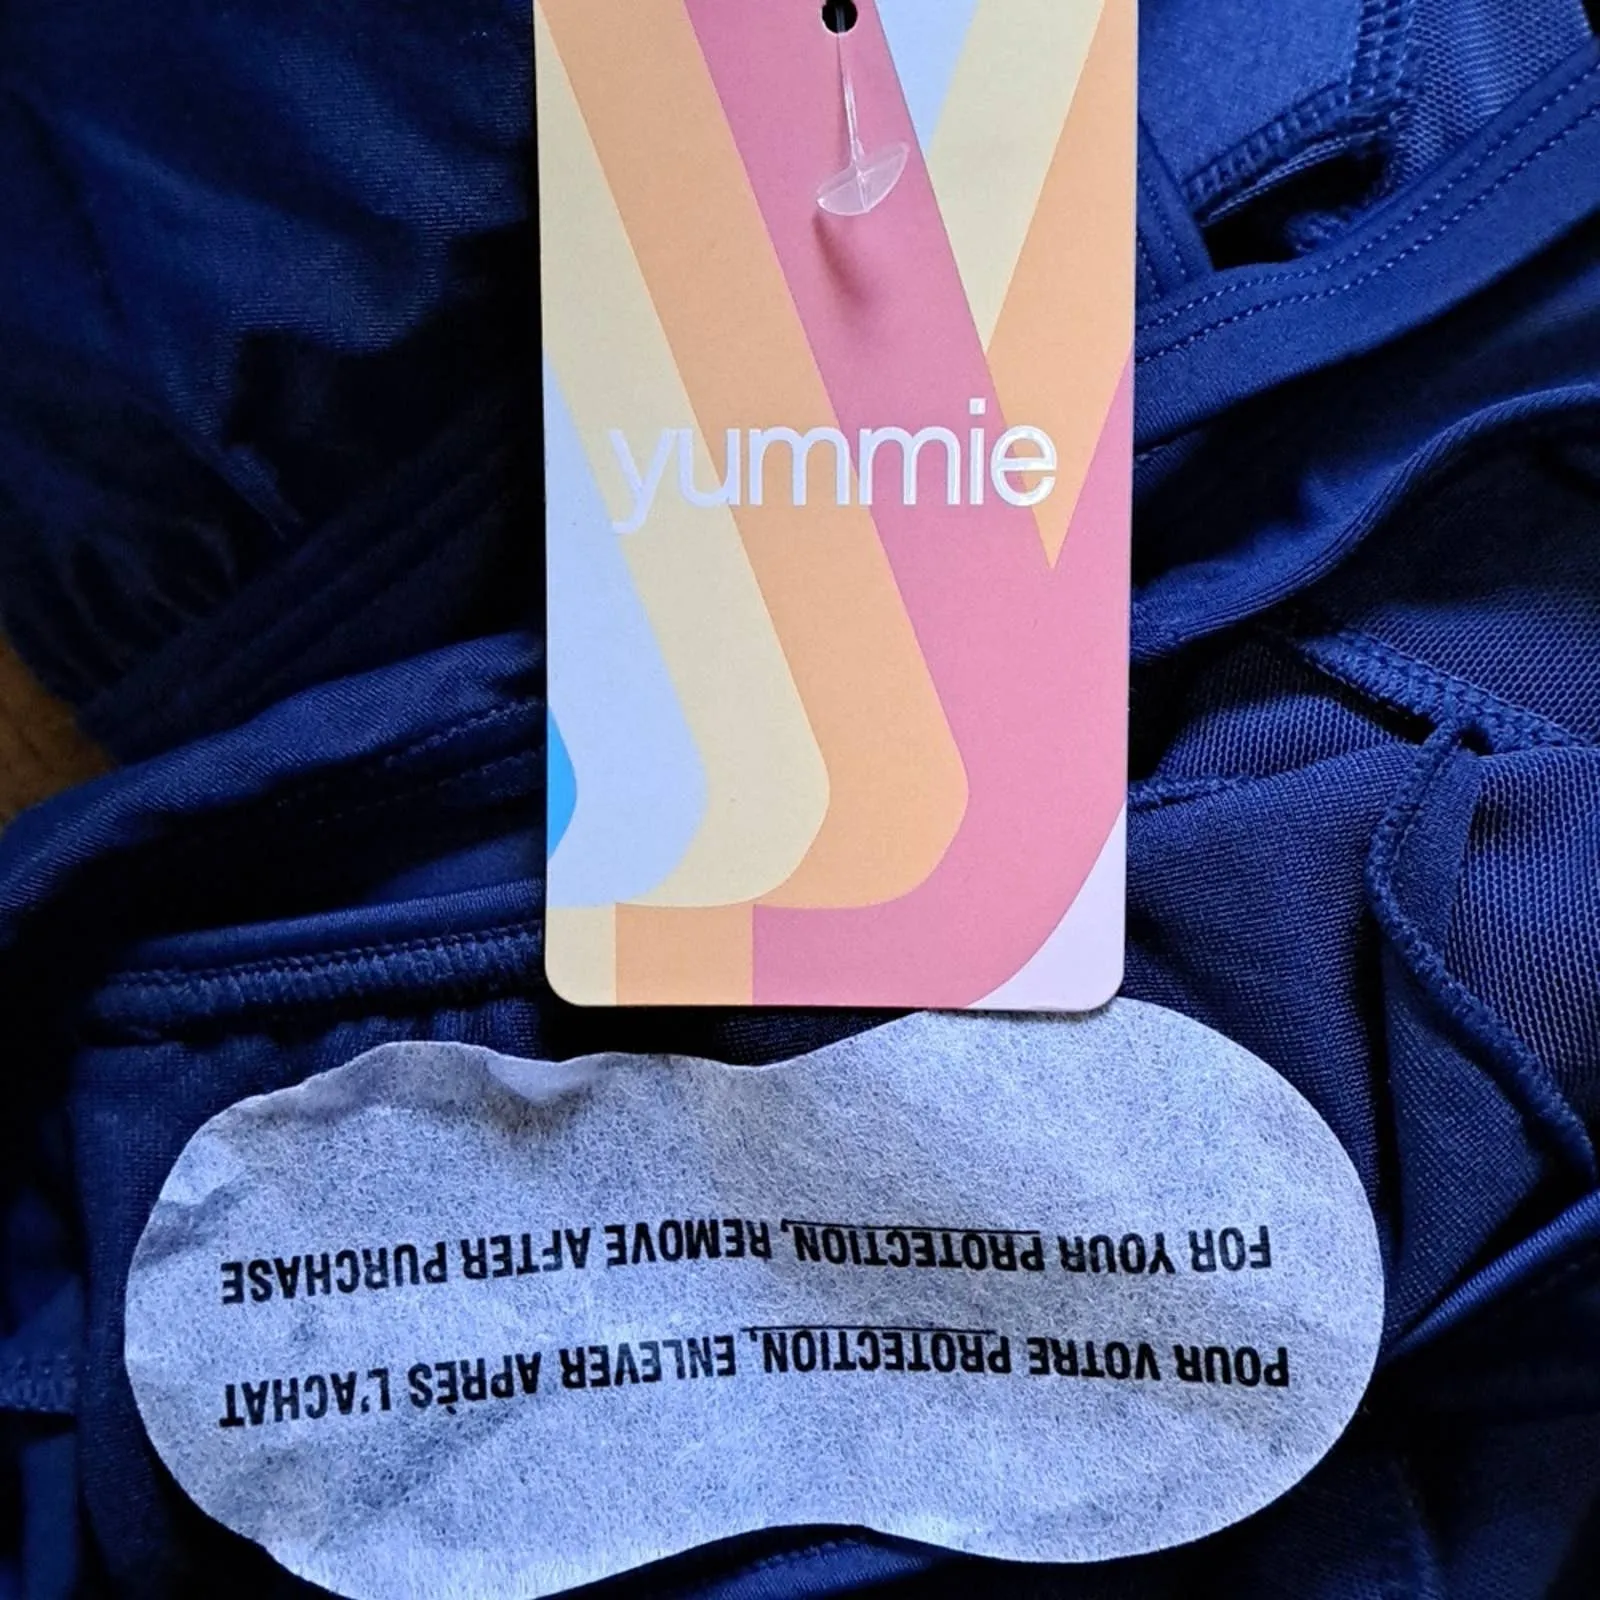 yummie
FOR YOUR PROTECTION, REMOVE AFTER PURCHASE
POUR VOTRE PROTECTION, ENLEVER APRÈS L'ACHAT